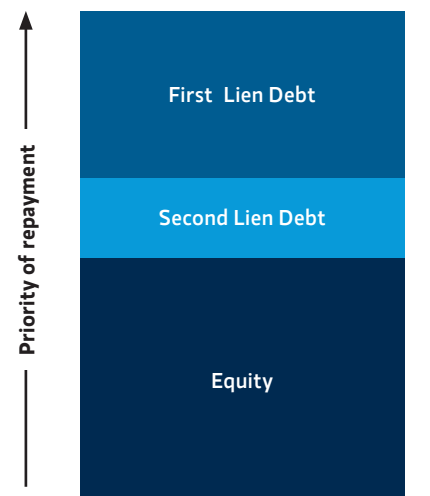 Priority of repayment
First Lien Debt
Second Lien Debt
Equity